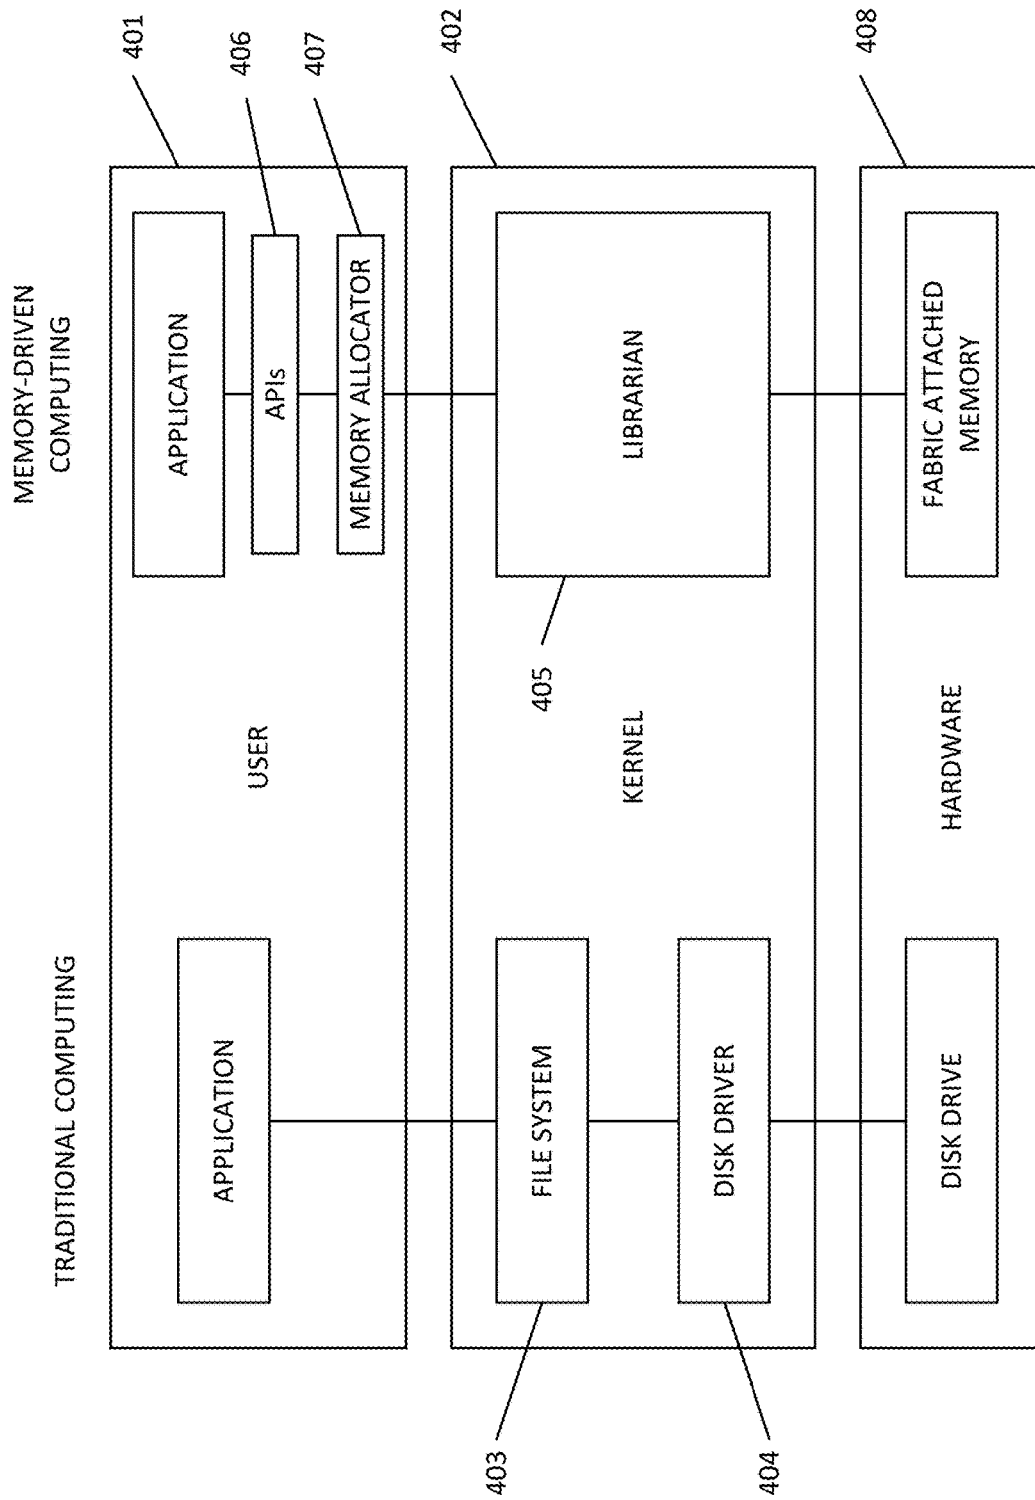 TRADITIONAL COMPUTING
MEMORY-DRIVEN
COMPUTING
401
APPLICATION
USER
APPLICATION
406
APIs
407
MEMORY ALLOCATOR
402
403
FILE SYSTEM
KERNEL
405
LIBRARIAN
404
DISK DRIVER
408
DISK DRIVE
HARDWARE
FABRIC ATTACHED
MEMORY